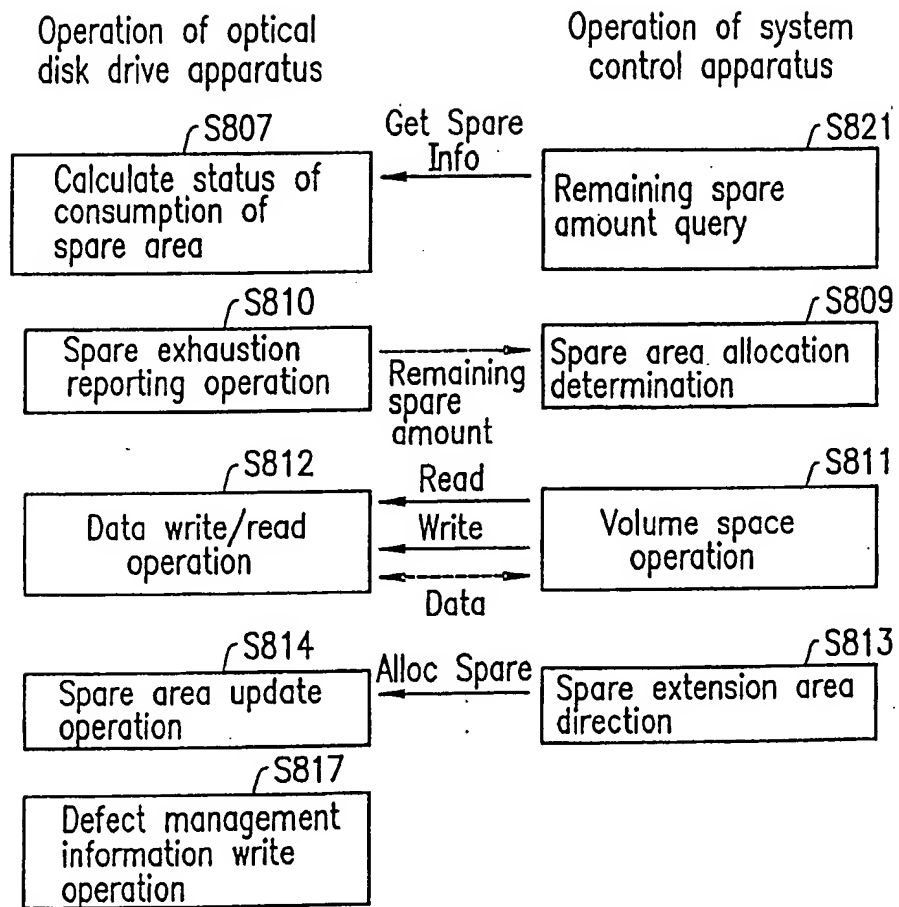 Operation of optical
disk drive apparatus
Operation of system
control apparatus
S807
Calculate status of
consumption of
spare area
Get Spare
Info
S821
Remaining spare
amount query
S810
Spare exhaustion
reporting operation
Remaining
spare
amount
S809
Spare area allocation
determination
S812
Data write/read
operation
Read
Write
Data
S811
Volume space
operation
S814
Spare area update
operation
Alloc Spare
S813
Spare extension area
direction
S817
Defect management
information write
operation